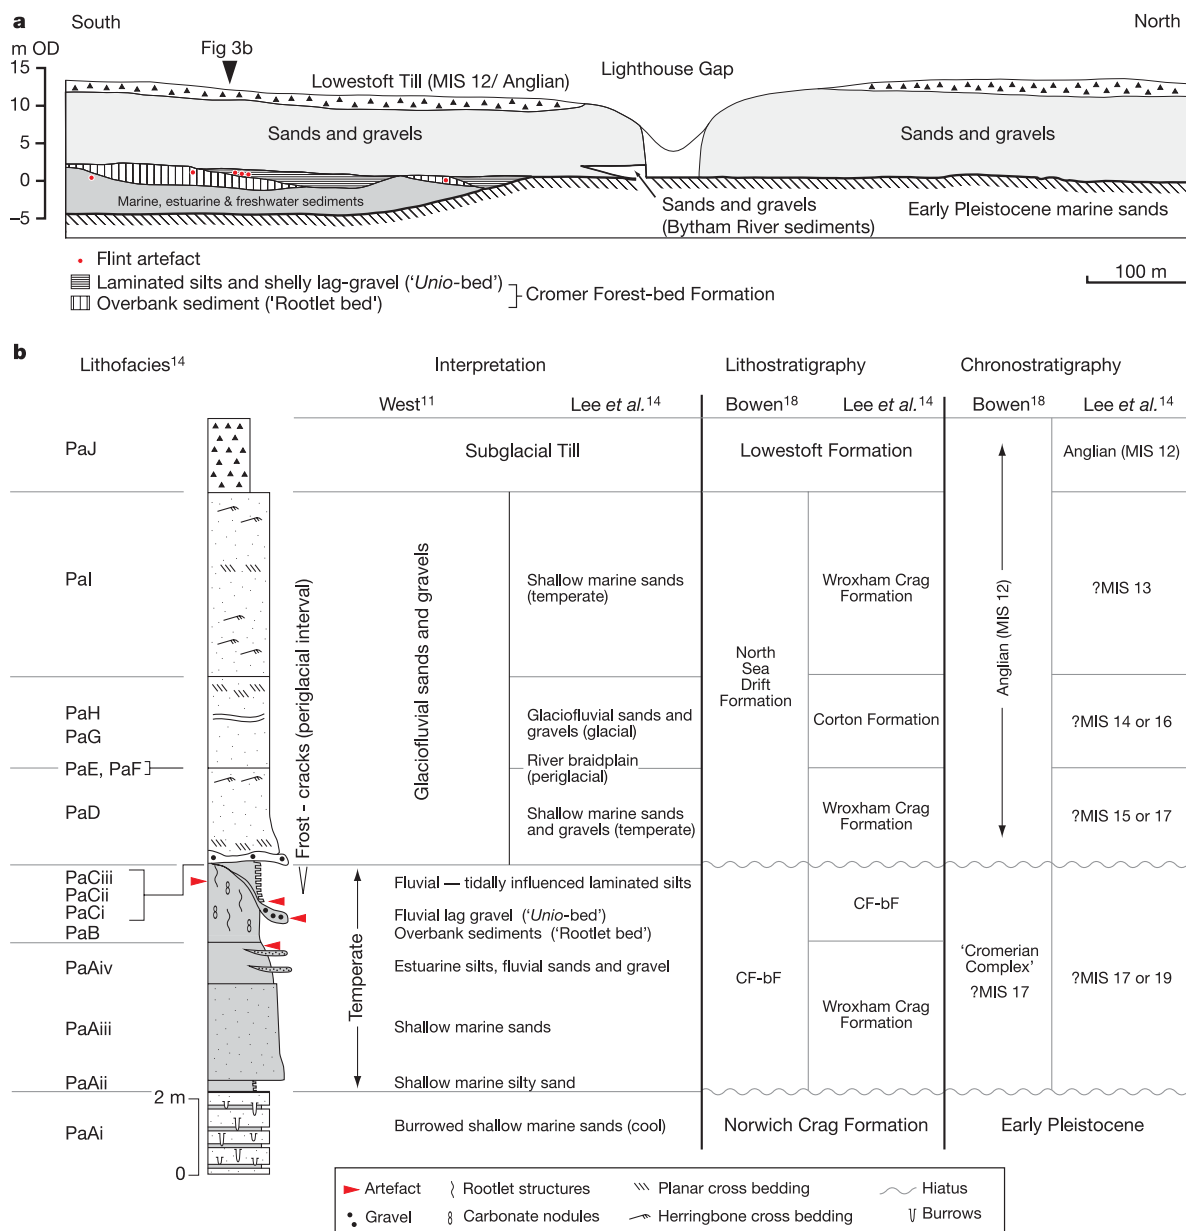 a
South
North
m OD
Fig 3b
15
10
5
0
–5
Lowestoft Till (MIS 12/ Anglian)
Lighthouse Gap
Sands and gravels
Sands and gravels
Marine, estuarine & freshwater sediments
Sands and gravels
(Bytham River sediments)
Early Pleistocene marine sands
Flint artefact
Laminated silts and shelly lag-gravel ('Unio-bed')
Overbank sediment ('Rootlet bed')
Cromer Forest-bed Formation
100 m
b
Lithofacies14
Interpretation
Lithostratigraphy
Chronostratigraphy
West11
Lee et al.14
Bowen18
Lee et al.14
Bowen18
Lee et al.14
PaJ
Subglacial Till
Lowestoft Formation
Anglian (MIS 12)
PaI
Frost - cracks (periglacial interval)
Glaciofluvial sands and gravels
Shallow marine sands
(temperate)
North
Sea
Drift
Formation
Wroxham Crag
Formation
Anglian (MIS 12)
?MIS 13
PaH
PaG
Glaciofluvial sands and
gravels (glacial)
Corton Formation
?MIS 14 or 16
PaE, PaF
River braidplain
(periglacial)
PaD
Shallow marine sands
and gravels (temperate)
Wroxham Crag
Formation
?MIS 15 or 17
PaCiii
PaCii
PaCi
PaB
Temperate
Fluvial — tidally influenced laminated silts
Fluvial lag gravel ('Unio-bed')
Overbank sediments ('Rootlet bed')
CF-bF
CF-bF
'Cromerian
Complex'
?MIS 17
?MIS 17 or 19
PaAiv
Estuarine silts, fluvial sands and gravel
PaAiii
Shallow marine sands
Wroxham Crag
Formation
PaAii
Shallow marine silty sand
2 m
0
PaAi
Burrowed shallow marine sands (cool)
Norwich Crag Formation
Early Pleistocene
Artefact
Rootlet structures
Planar cross bedding
Hiatus
Gravel
Carbonate nodules
Herringbone cross bedding
Burrows